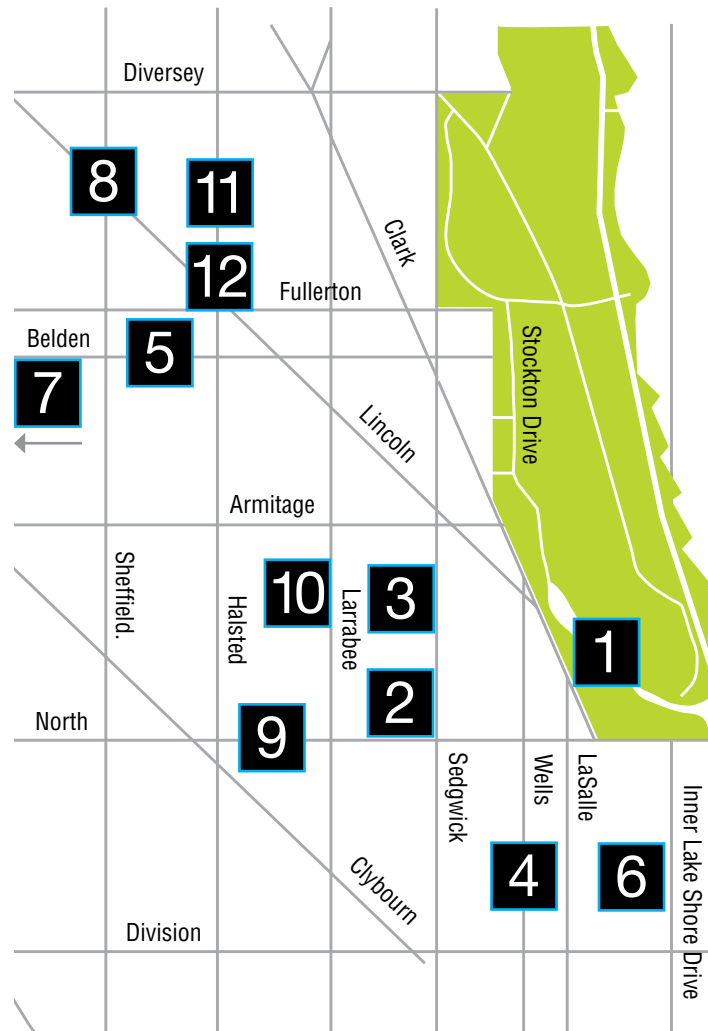 Diversey
8
11
Clark
12
Fullerton
Belden
5
Stockton Drive
7
Lincoln
Armitage
Sheffield.
Halsted
10
Larrabee
3
1
2
North
9
Sedgwick
Wells
LaSalle
Inner Lake Shore Drive
4
6
Clybourn
Division